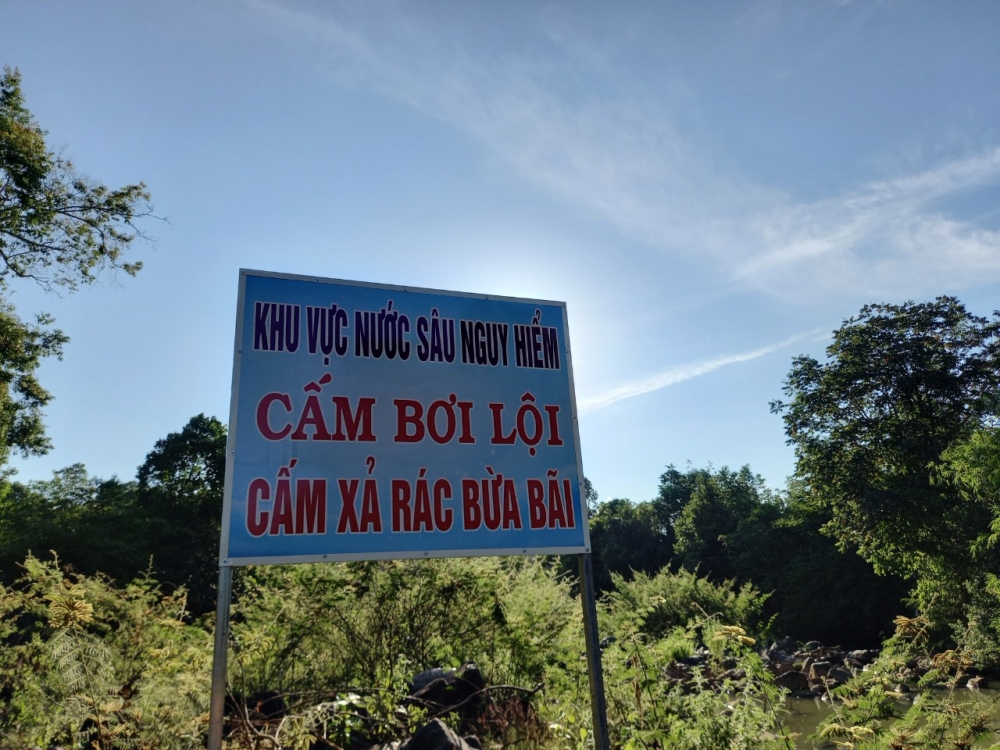 KHU VỰC NƯỚC SÂU NGUY HIỂM
CẤM BƠI LỘI
CẤM XẢ RÁC BỪA BÃI